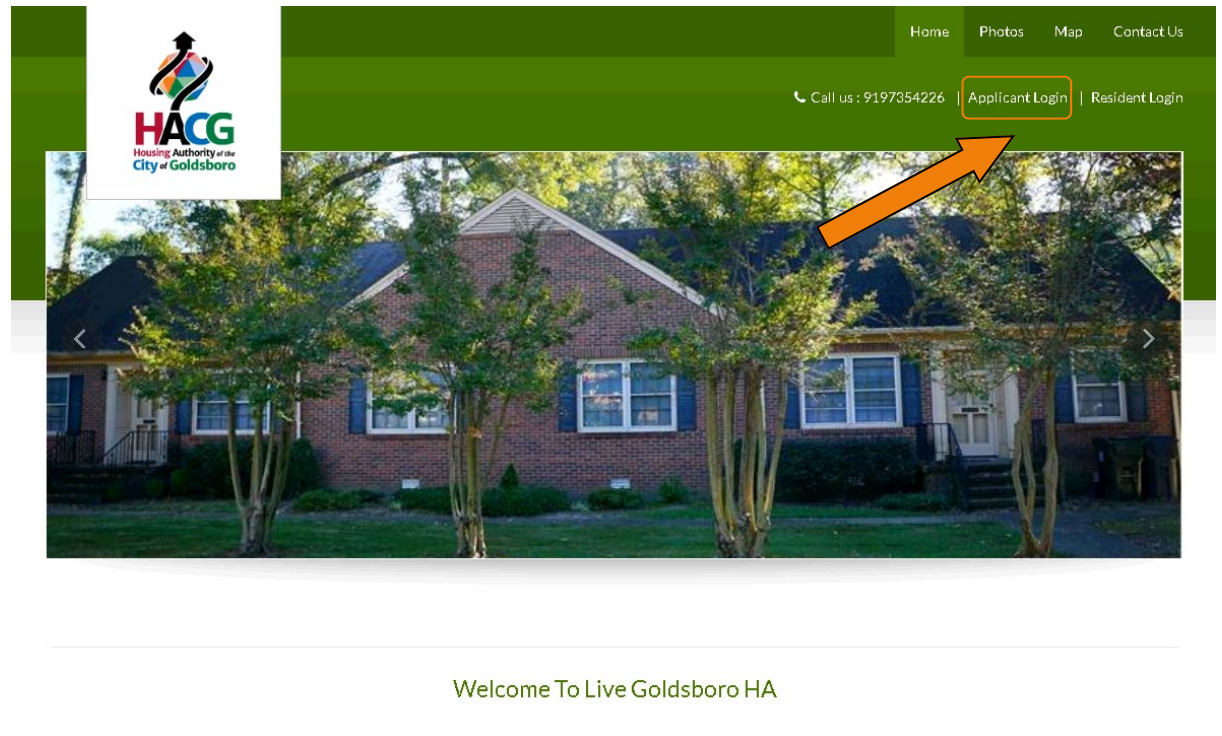 Home Photos Map Contact Us
Call us : 9197354226 | Applicant Login | Resident Login
HACG
Housing Authority of the
City of Goldsboro
Welcome To Live Goldsboro HA